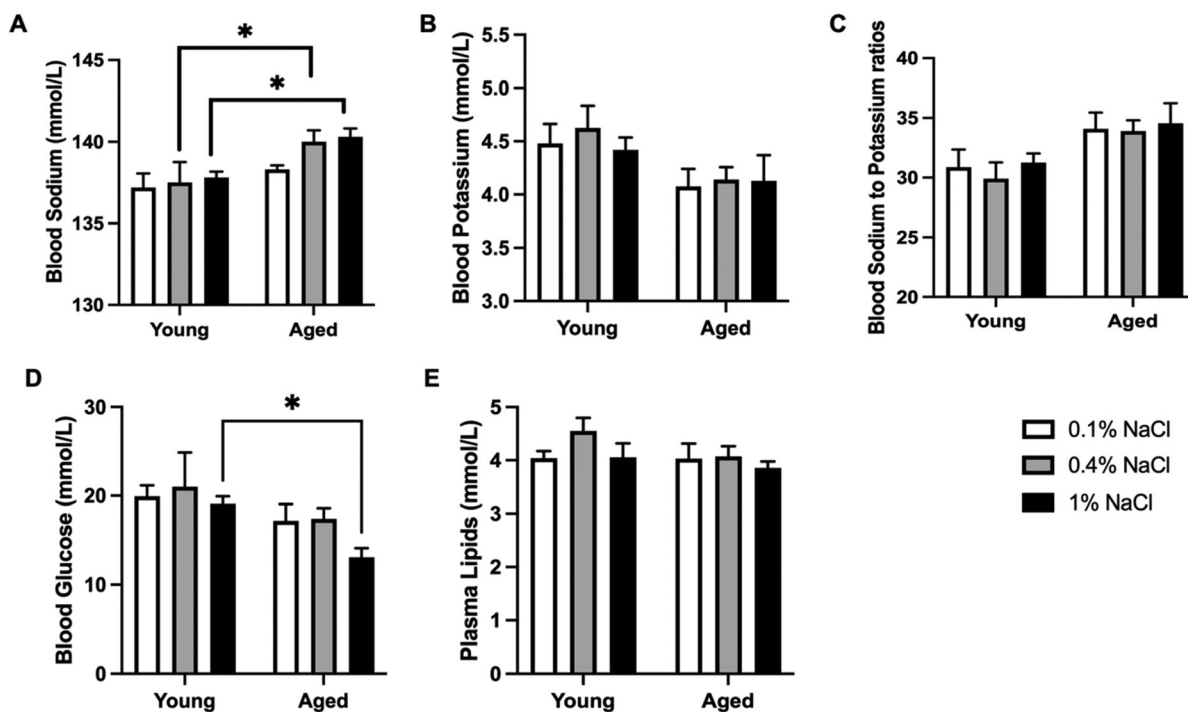 A
Blood Sodium (mmol/L)
145
140
135
130
*
*
Young
Aged
B
Blood Potassium (mmol/L)
5.5
5.0
4.5
4.0
3.5
3.0
Young
Aged
C
Blood Sodium to Potassium ratios
40
35
30
25
20
Young
Aged
D
Blood Glucose (mmol/L)
30
20
10
0
*
Young
Aged
E
Plasma Lipids (mmol/L)
5
4
3
2
1
0
Young
Aged
0.1% NaCl
0.4% NaCl
1% NaCl